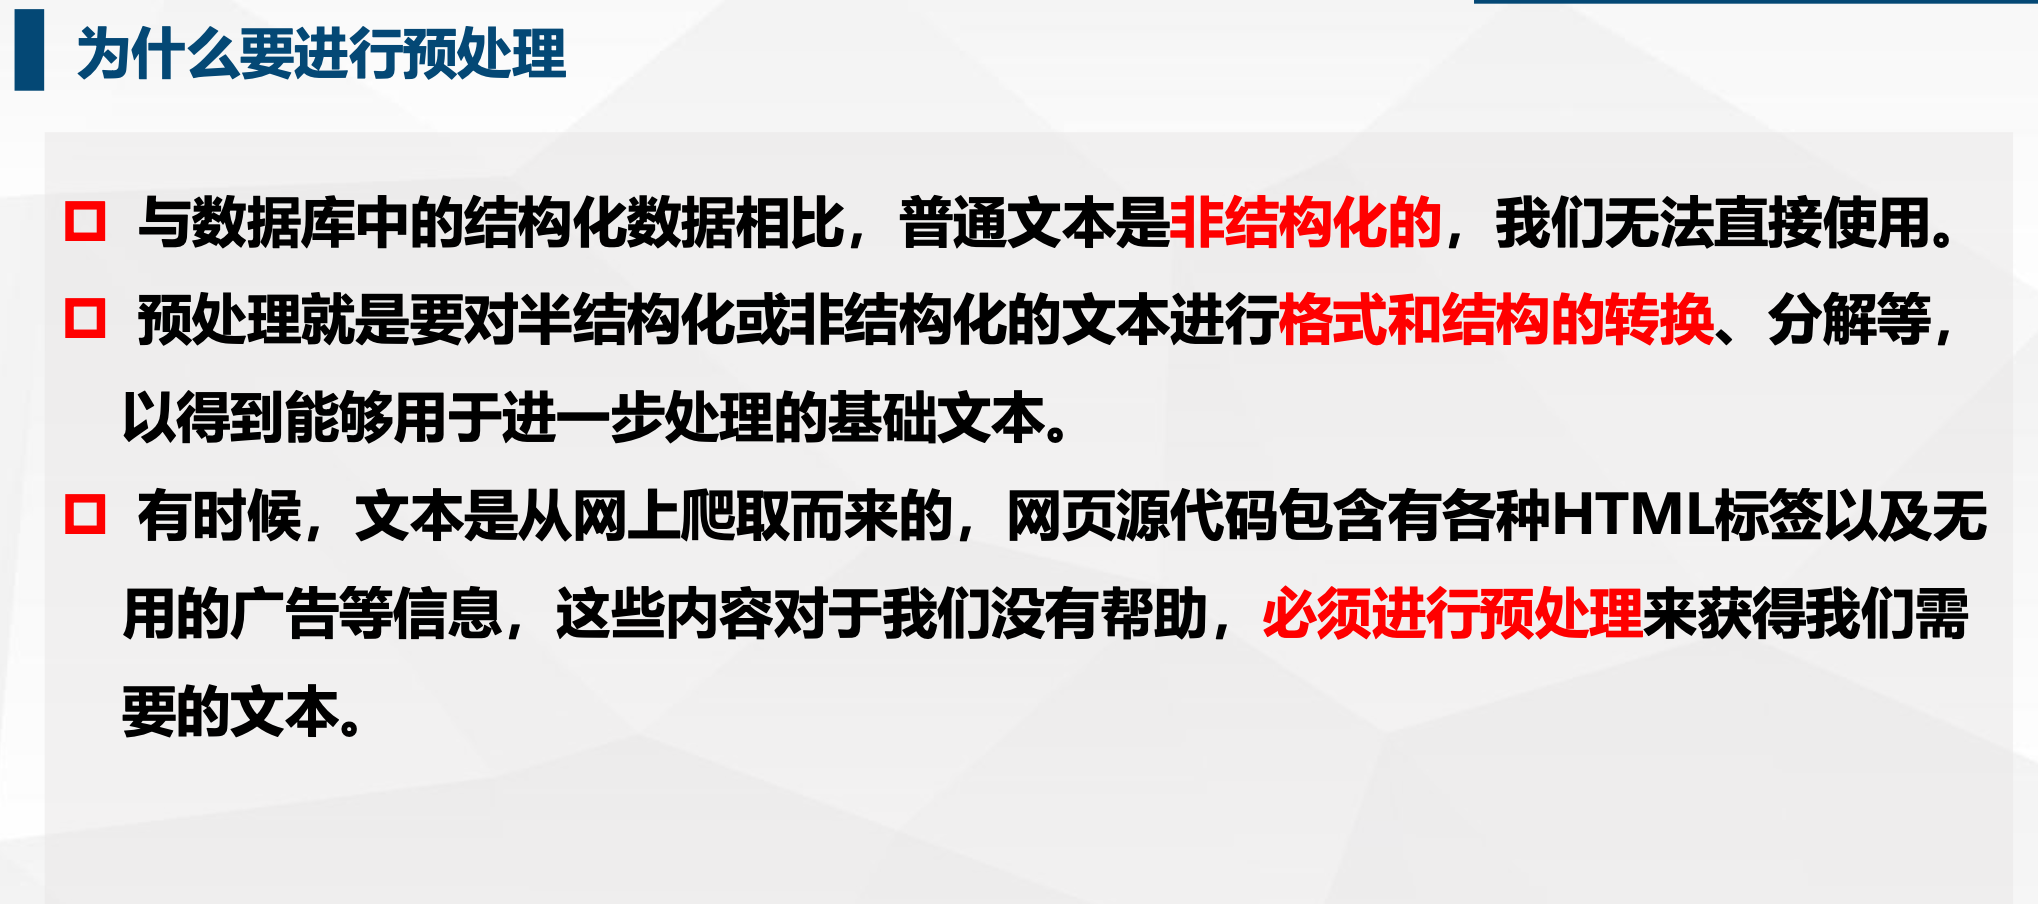 为什么要进行预处理
与数据库中的结构化数据相比，普通文本是非结构化的，我们无法直接使用。
预处理就是要对半结构化或非结构化的文本进行格式和结构的转换、分解等，
以得到能够用于进一步处理的基础文本。
有时候，文本是从网上爬取而来的，网页源代码包含有各种HTML标签以及无
用的广告等信息，这些内容对于我们没有帮助，必须进行预处理来获得我们需
要的文本。